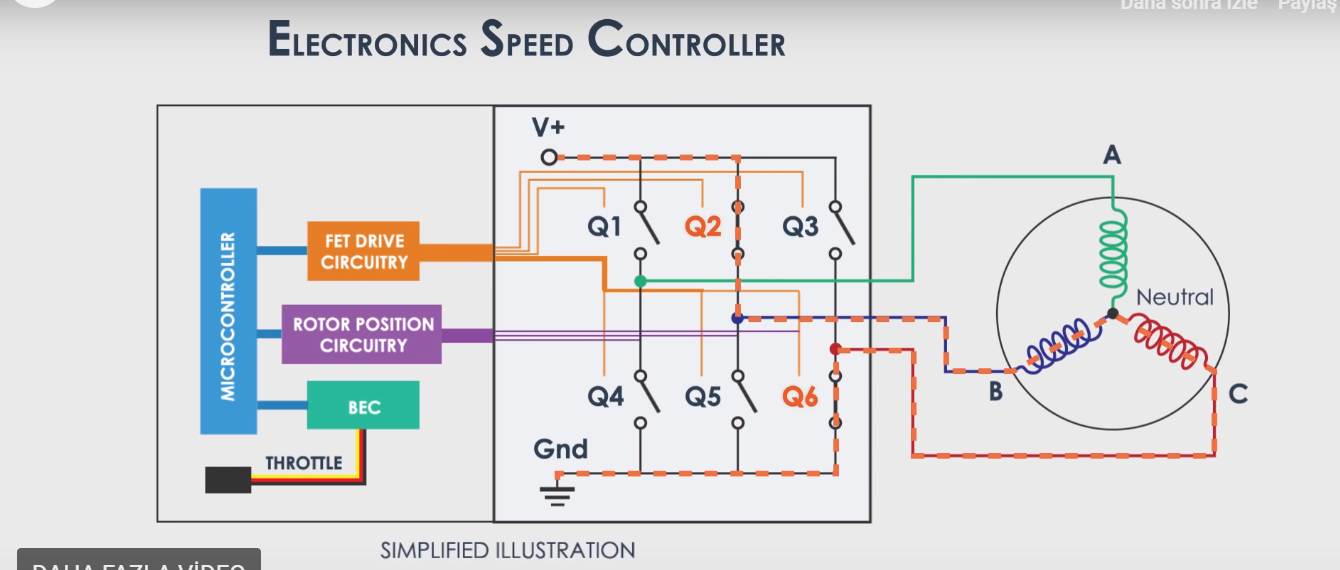 Daha sonra izle Paylaş
ELECTRONICS SPEED CONTROLLER
V+
A
MICROCONTROLLER
FET DRIVE
CIRCUITRY
Q1
Q2
Q3
Neutral
ROTOR POSITION
CIRCUITRY
B
C
BEC
Q4
Q5
Q6
THROTTLE
Gnd
SIMPLIFIED ILLUSTRATION
DAHA FAZLA VİDEO